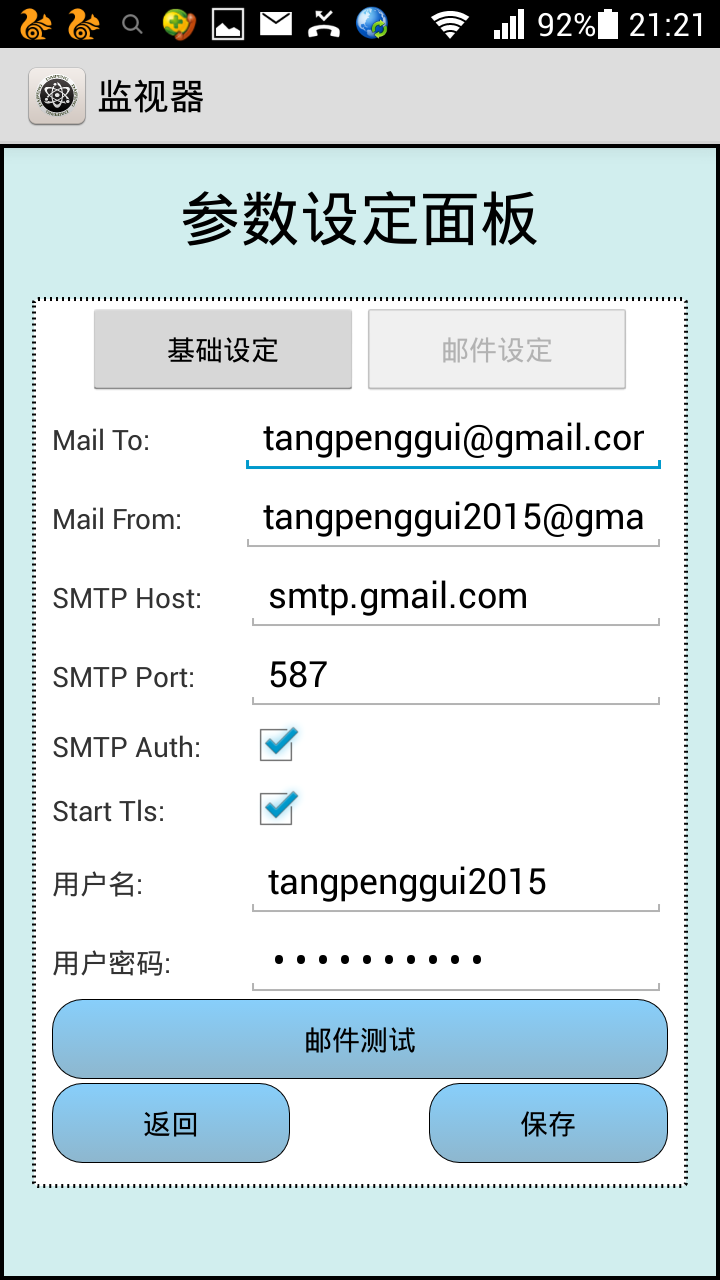 92% 21:21
监视器
参数设定面板
基础设定 邮件设定
Mail To: tangpenggui@gmail.com
Mail From: tangpenggui2015@gma
SMTP Host: smtp.gmail.com
SMTP Port: 587
SMTP Auth:
Start Tls:
用户名: tangpenggui2015
用户密码: ••••••••••
邮件测试
返回 保存